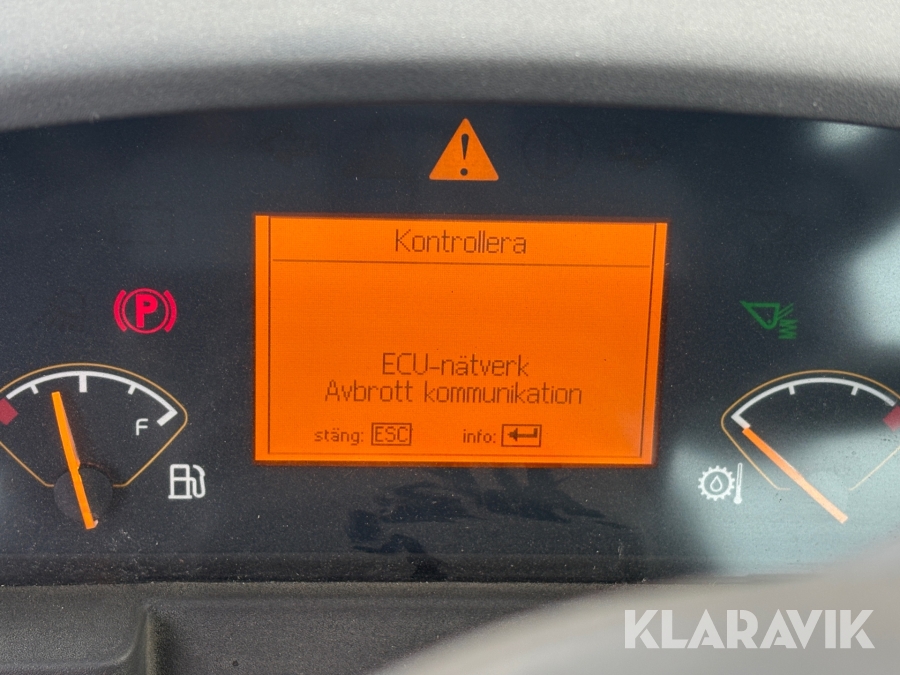 Kontrollera
P
ECU-nätverk
Avbrott kommunikation
stäng: ESC info:
F
KLARAVIK